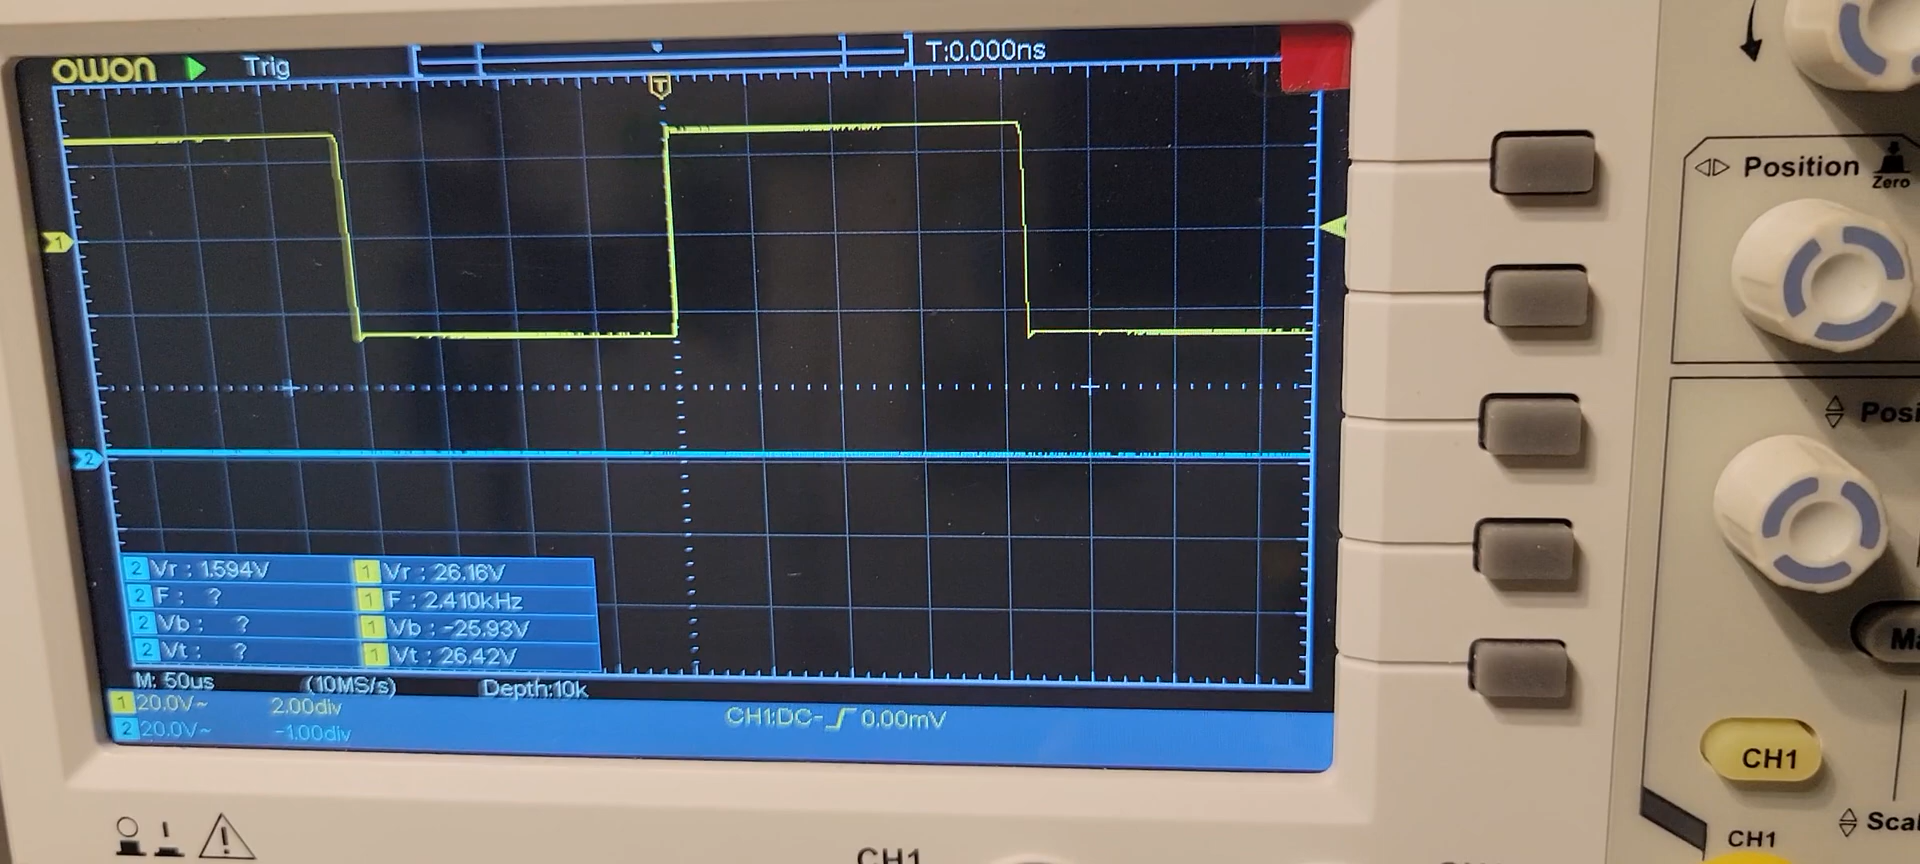 owon Trig T:0.000ns
T
1
2
2 Vr : 1.594V 1 Vr : 26.16V
2 F : ? 1 F : 2.410kHz
2 Vb : ? 1 Vb : -25.93V
2 Vt : ? 1 Vt : 26.42V
M: 50us (10MS/s) Depth:10k
1 20.0V~ 2.00div
2 20.0V~ -1.00div
CH1:DC- 0.00mV
Position
Zero
CH1
CH1
CH1